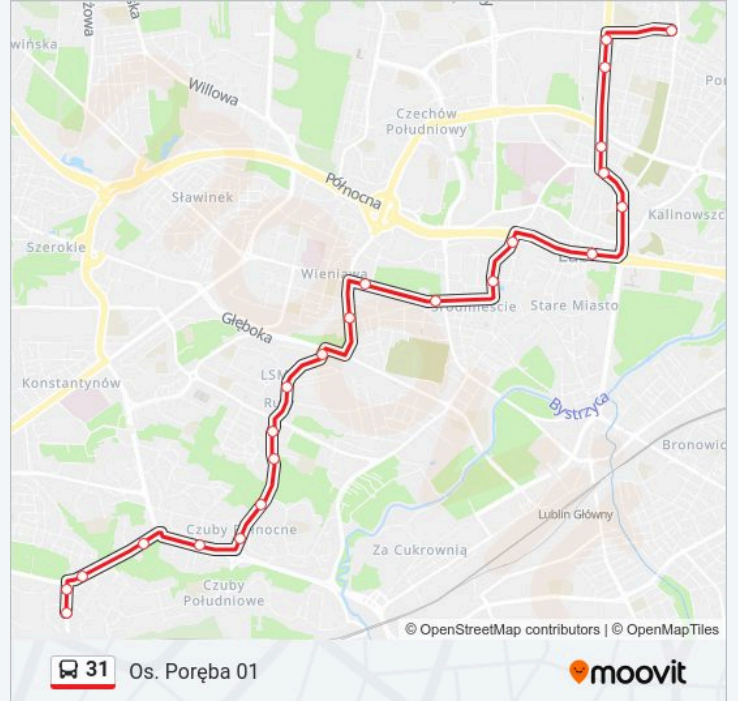 wińska
Willowa
Czechów
Południowy
Północna
Sławinek
Kalinowszc
Szerokie
Wieniawa
Śródmieście
Stare Miasto
Głęboka
LSM
Konstantynów
Bystrzyca
Bronowic
Lublin Główny
Czuby Północne
Za Cukrownią
Czuby
Południowe
© OpenStreetMap contributors | © OpenMapTiles
31 Os. Poręba 01
moovit